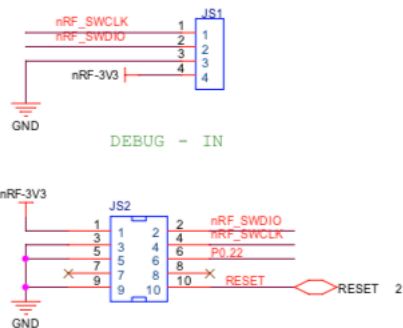 JS1
nRF_SWCLK 1 1
nRF_SWDIO 2 2
3 3
nRF-3V3 4 4
GND
DEBUG - IN
nRF-3V3
JS2
1 1 2 2 nRF_SWDIO
3 3 4 4 nRF_SWCLK
5 5 6 6 P0.22
7 7 8 8
9 9 10 10 RESET RESET 2
GND